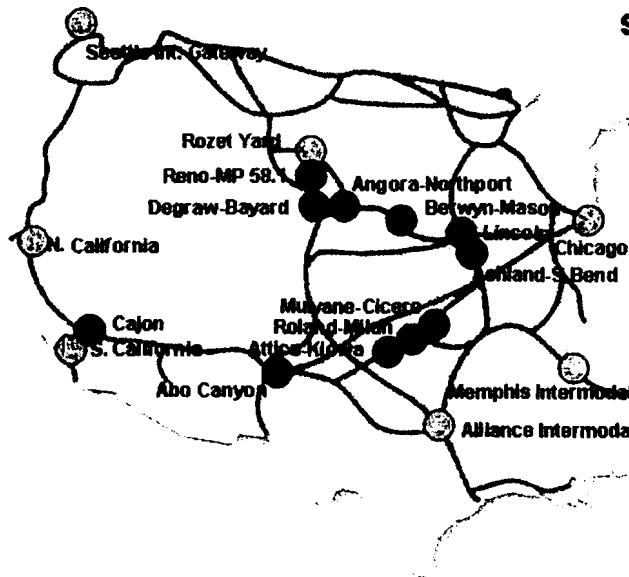 S
Seattle Int. Gateway
Rozet Yard
Reno-MP 58.1
Angora-Northport
Degraw-Bayard
Berwyn-Mason
Lincoln
N. California
Chicago
Ashland-S.Bend
Mulvane-Cicero
Cajon
Roland-Milan
S. California
Attica-Kiowa
Abo Canyon
Memphis Intermodal
Alliance Intermoda